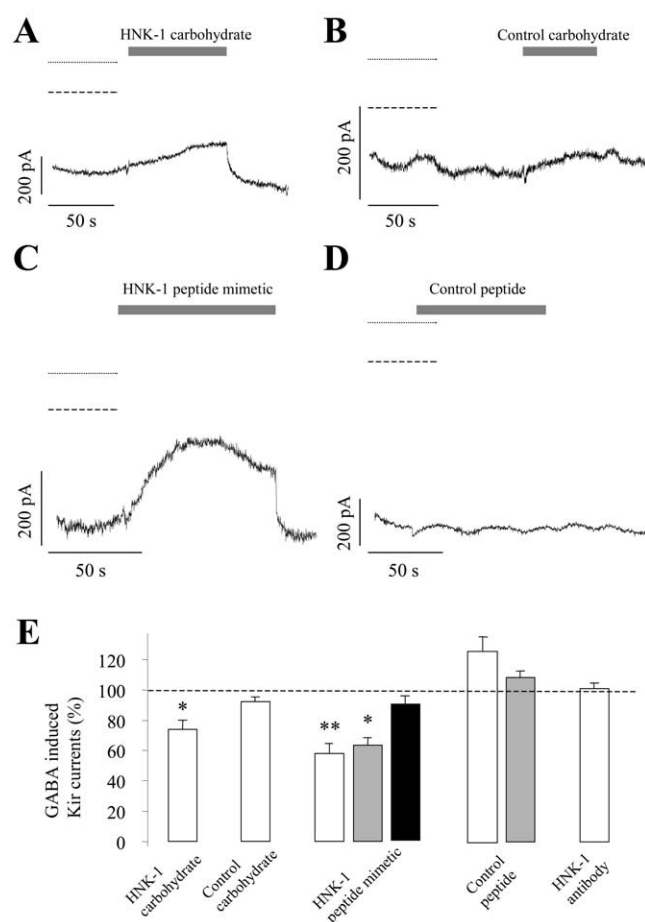 A
HNK-1 carbohydrate
200 pA
50 s
B
Control carbohydrate
200 pA
50 s
C
HNK-1 peptide mimetic
200 pA
50 s
D
Control peptide
200 pA
50 s
E
GABA induced
Kir currents (%)
120
100
80
60
40
20
0
*
**
*
HNK-1
carbohydrate
Control
carbohydrate
HNK-1
peptide mimetic
Control
peptide
HNK-1
antibody